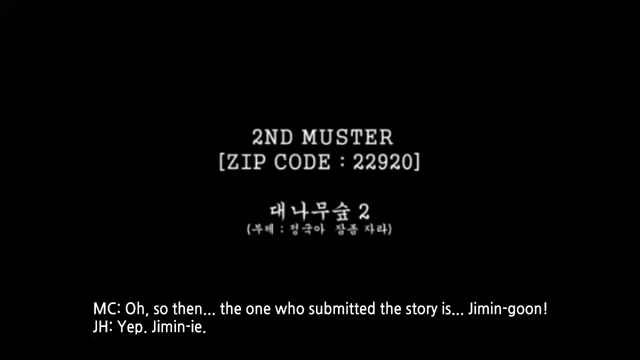 2ND MUSTER
[ZIP CODE : 22920]
대나무숲 2
(부제 : 정국아 잠좀 자라)
MC: Oh, so then... the one who submitted the story is... Jimin-goon!
JH: Yep. Jimin-ie.